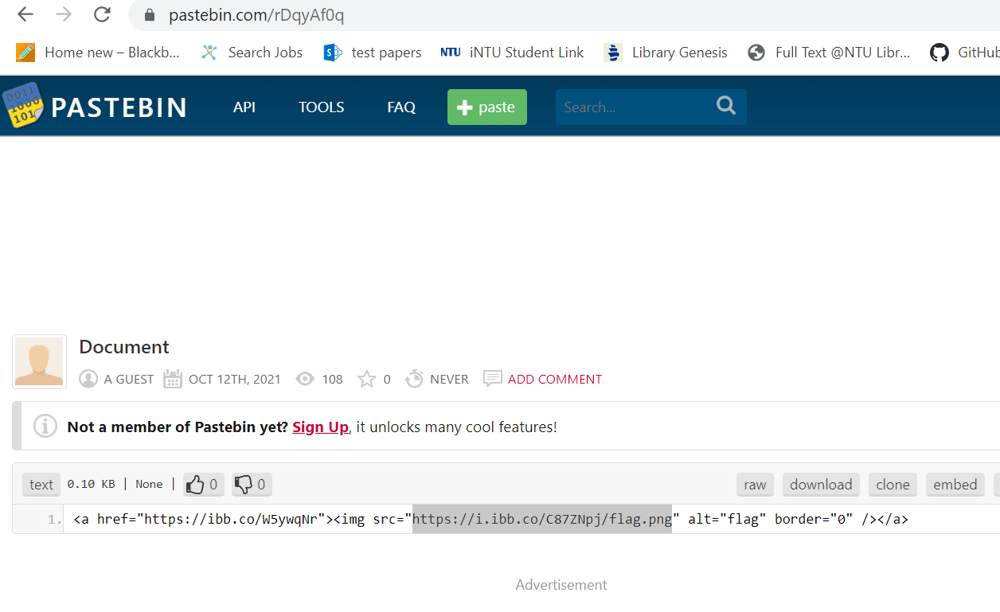 pastebin.com/rDqyAf0q
Home new – Blackb... Search Jobs test papers NTU iNTU Student Link Library Genesis Full Text @NTU Libr... GitHub
0011 1000 101 PASTEBIN API TOOLS FAQ + paste Search...
Document
A GUEST OCT 12TH, 2021 108 0 NEVER ADD COMMENT
Not a member of Pastebin yet? Sign Up, it unlocks many cool features!
text 0.10 KB | None | 0 0 raw download clone embed
1. <a href="https://ibb.co/W5ywqNr"><img src="https://i.ibb.co/C87ZNpj/flag.png" alt="flag" border="0" /></a>
Advertisement